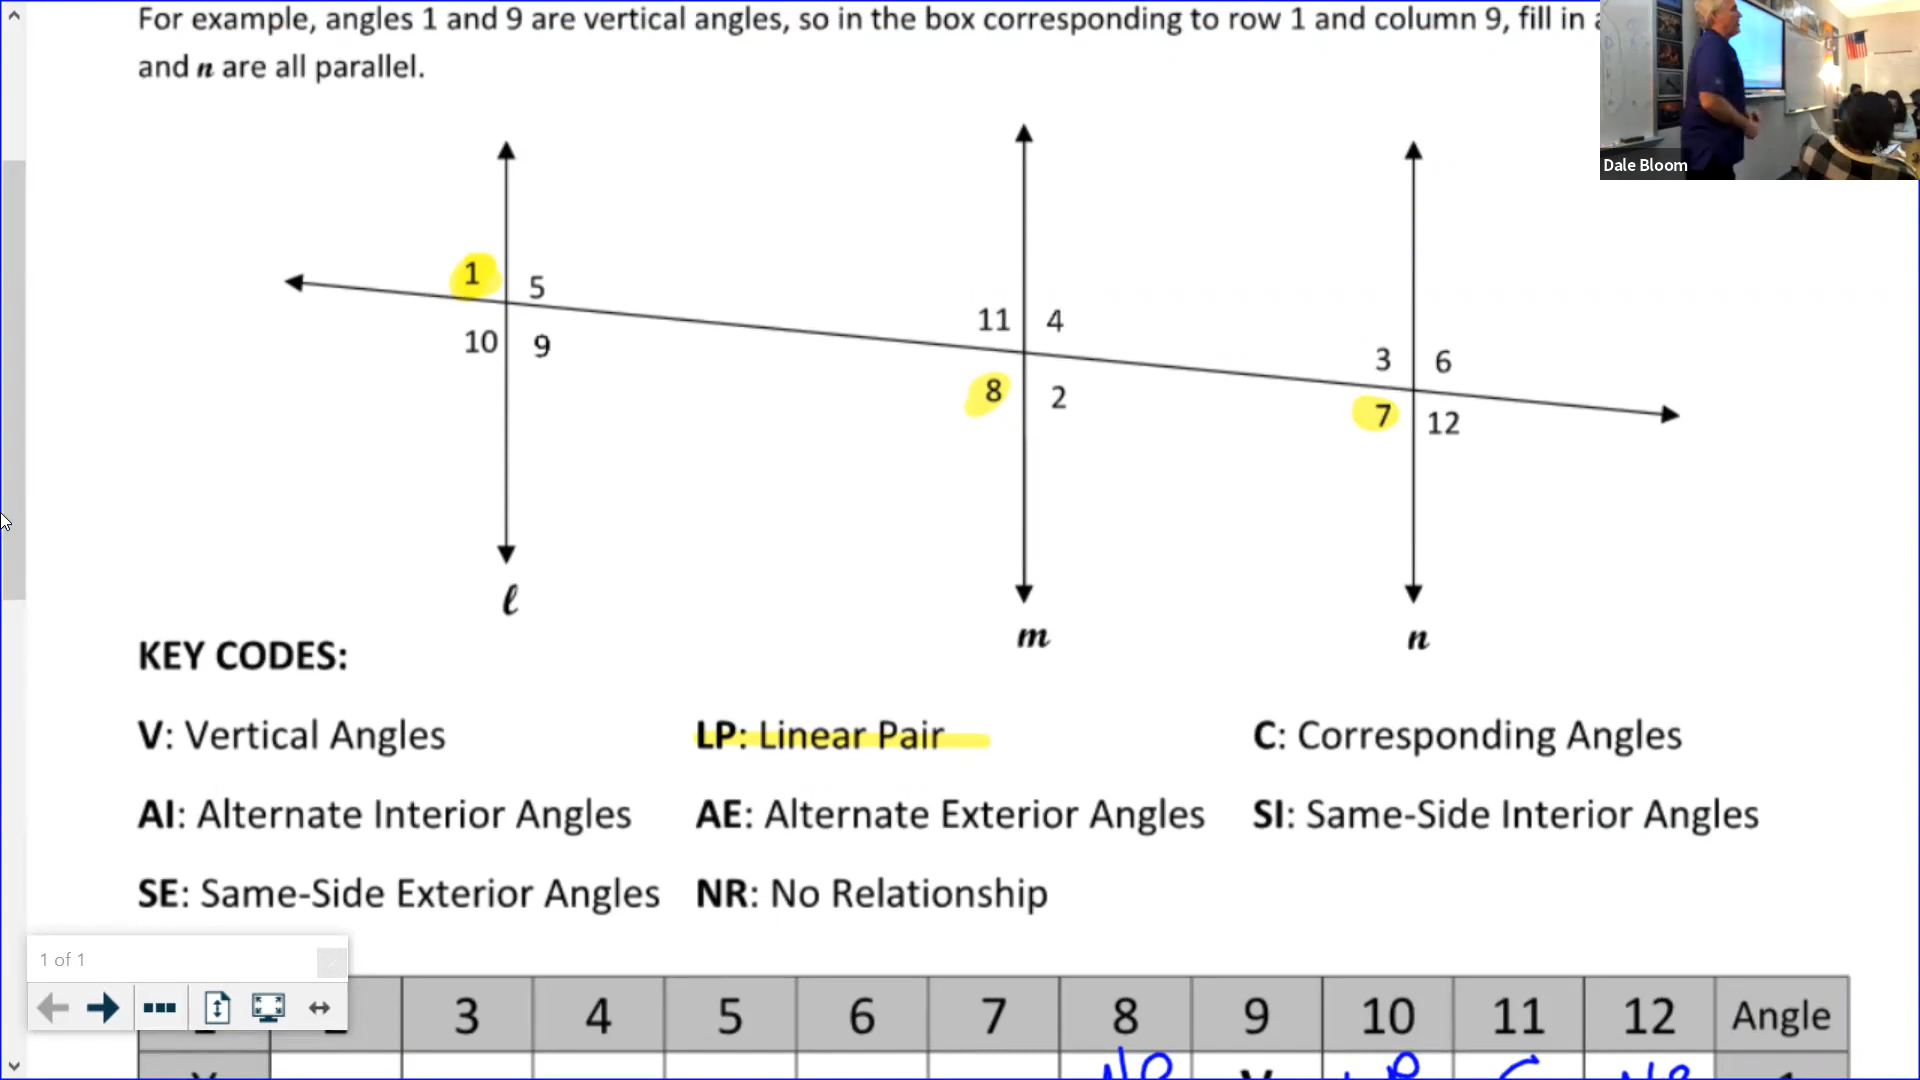 For example, angles 1 and 9 are vertical angles, so in the box corresponding to row 1 and column 9, fill in
and n are all parallel.
Dale Bloom
1 5
10 9
11 4
8 2
3 6
7 12
ℓ
m
n
KEY CODES:
V: Vertical Angles LP: Linear Pair C: Corresponding Angles
AI: Alternate Interior Angles AE: Alternate Exterior Angles SI: Same-Side Interior Angles
SE: Same-Side Exterior Angles NR: No Relationship
1 of 1
3 4 5 6 7 8 9 10 11 12 Angle